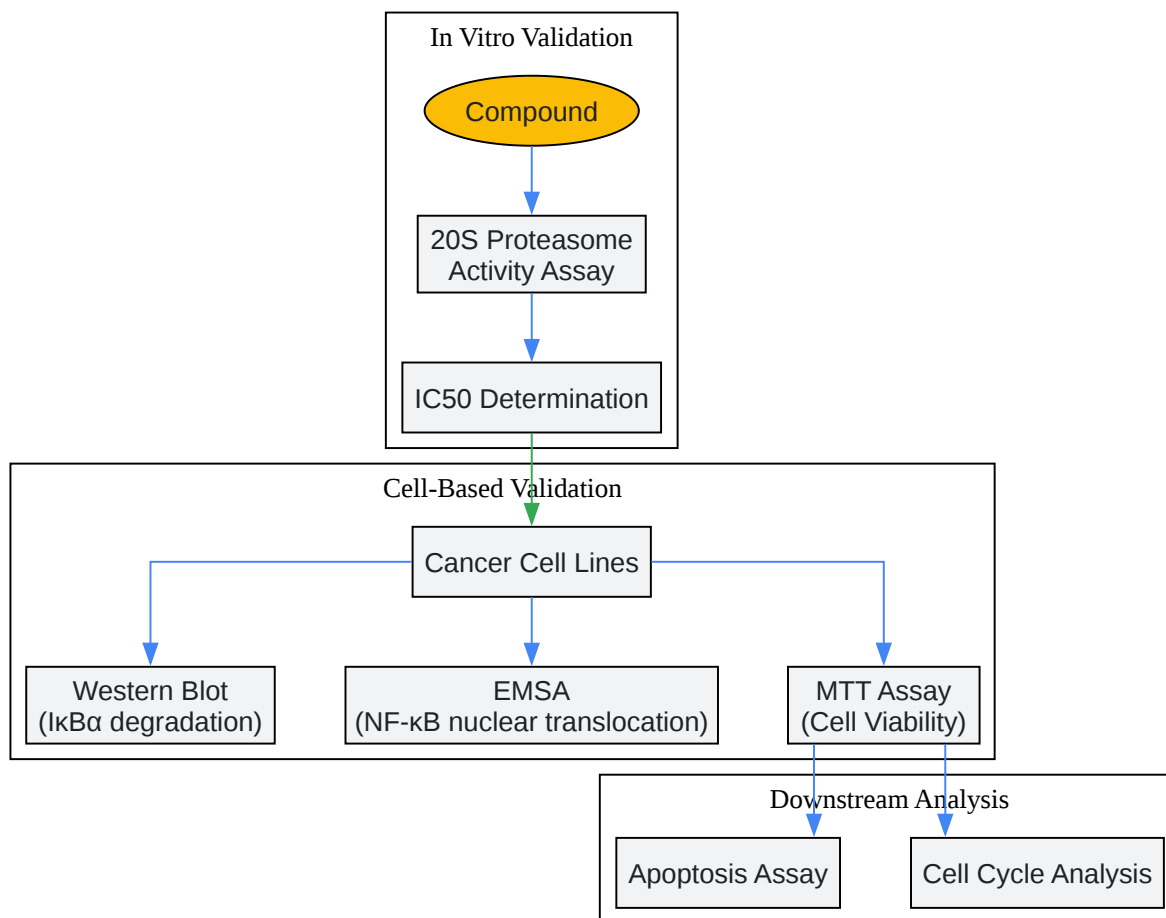 In Vitro Validation
Compound
20S Proteasome
Activity Assay
IC50 Determination
Cell-Based Validation
Cancer Cell Lines
Western Blot
(IκBα degradation)
EMSA
(NF-κB nuclear translocation)
MTT Assay
(Cell Viability)
Downstream Analysis
Apoptosis Assay
Cell Cycle Analysis